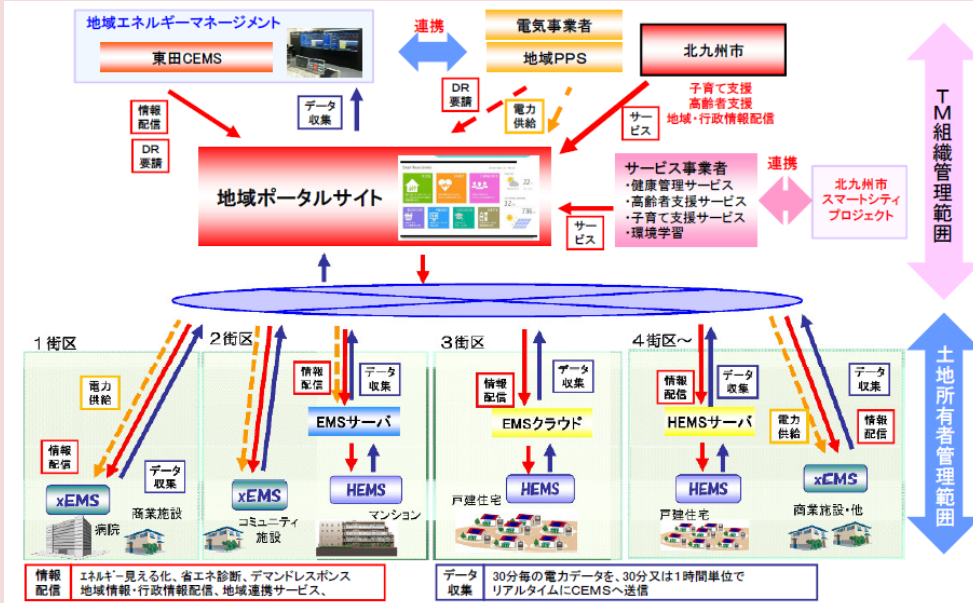 地域エネルギーマネージメント
東田CEMS
連携
電気事業者
地域PPS
北九州市
子育て支援
高齢者支援
地域・行政情報配信
情報
配信
DR
要請
データ
収集
DR
要請
電力
供給
サー
ビス
地域ポータルサイト
サービス事業者
・健康管理サービス
・高齢者支援サービス
・子育て支援サービス
・環境学習
サー
ビス
連携
北九州市
スマートシティ
プロジェクト
TM組織管理範囲
1街区
電力
供給
情報
配信
データ
収集
xEMS
病院
商業施設
2街区
xEMS
コミュニティ
施設
情報
配信
データ
収集
EMSサーバ
HEMS
マンション
3街区
情報
配信
データ
収集
EMSクラウド
戸建住宅
HEMS
4街区~
情報
配信
データ
収集
HEMSサーバ
HEMS
戸建住宅
電力
供給
データ
収集
情報
配信
xEMS
商業施設・他
土地所有者管理範囲
情報
配信
エネルギー見える化、省エネ診断、デマンドレスポンス
地域情報・行政情報配信、地域連携サービス、
データ
収集
30分毎の電力データを、30分又は1時間単位で
リアルタイムにCEMSへ送信